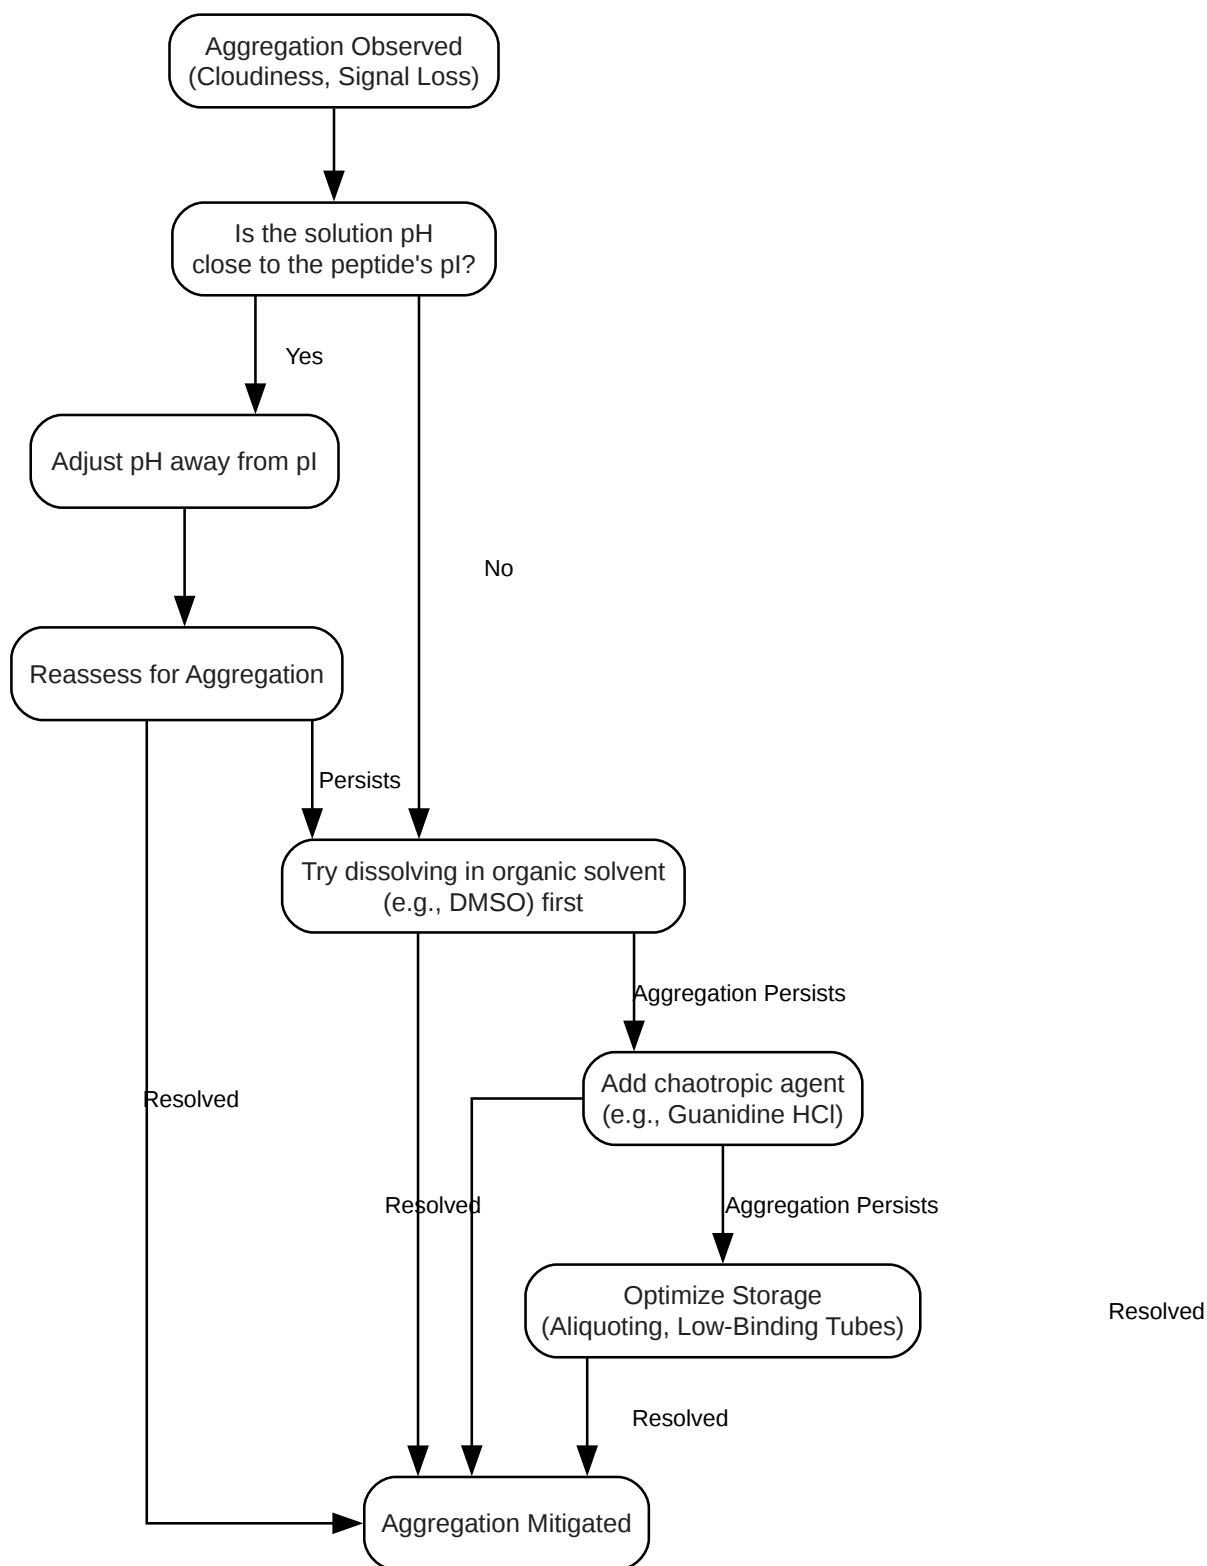 Aggregation Observed
(Cloudiness, Signal Loss)
Is the solution pH
close to the peptide's pI?
Yes
Adjust pH away from pI
No
Reassess for Aggregation
Persists
Try dissolving in organic solvent
(e.g., DMSO) first
Aggregation Persists
Add chaotropic agent
(e.g., Guanidine HCl)
Resolved
Resolved
Aggregation Persists
Optimize Storage
(Aliquoting, Low-Binding Tubes)
Resolved
Resolved
Aggregation Mitigated